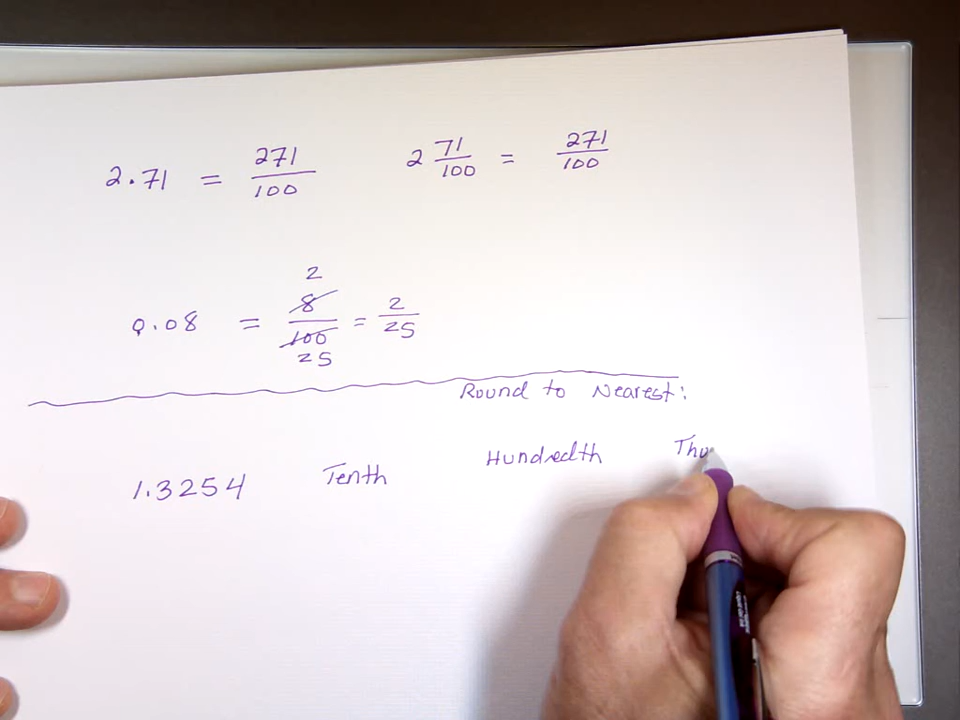 2.71 = 271/100   2 71/100 = 271/100
2
0.08 = 8/100 = 2/25
25
Round to Nearest:
1.3254   Tenth   Hundredth   Thou